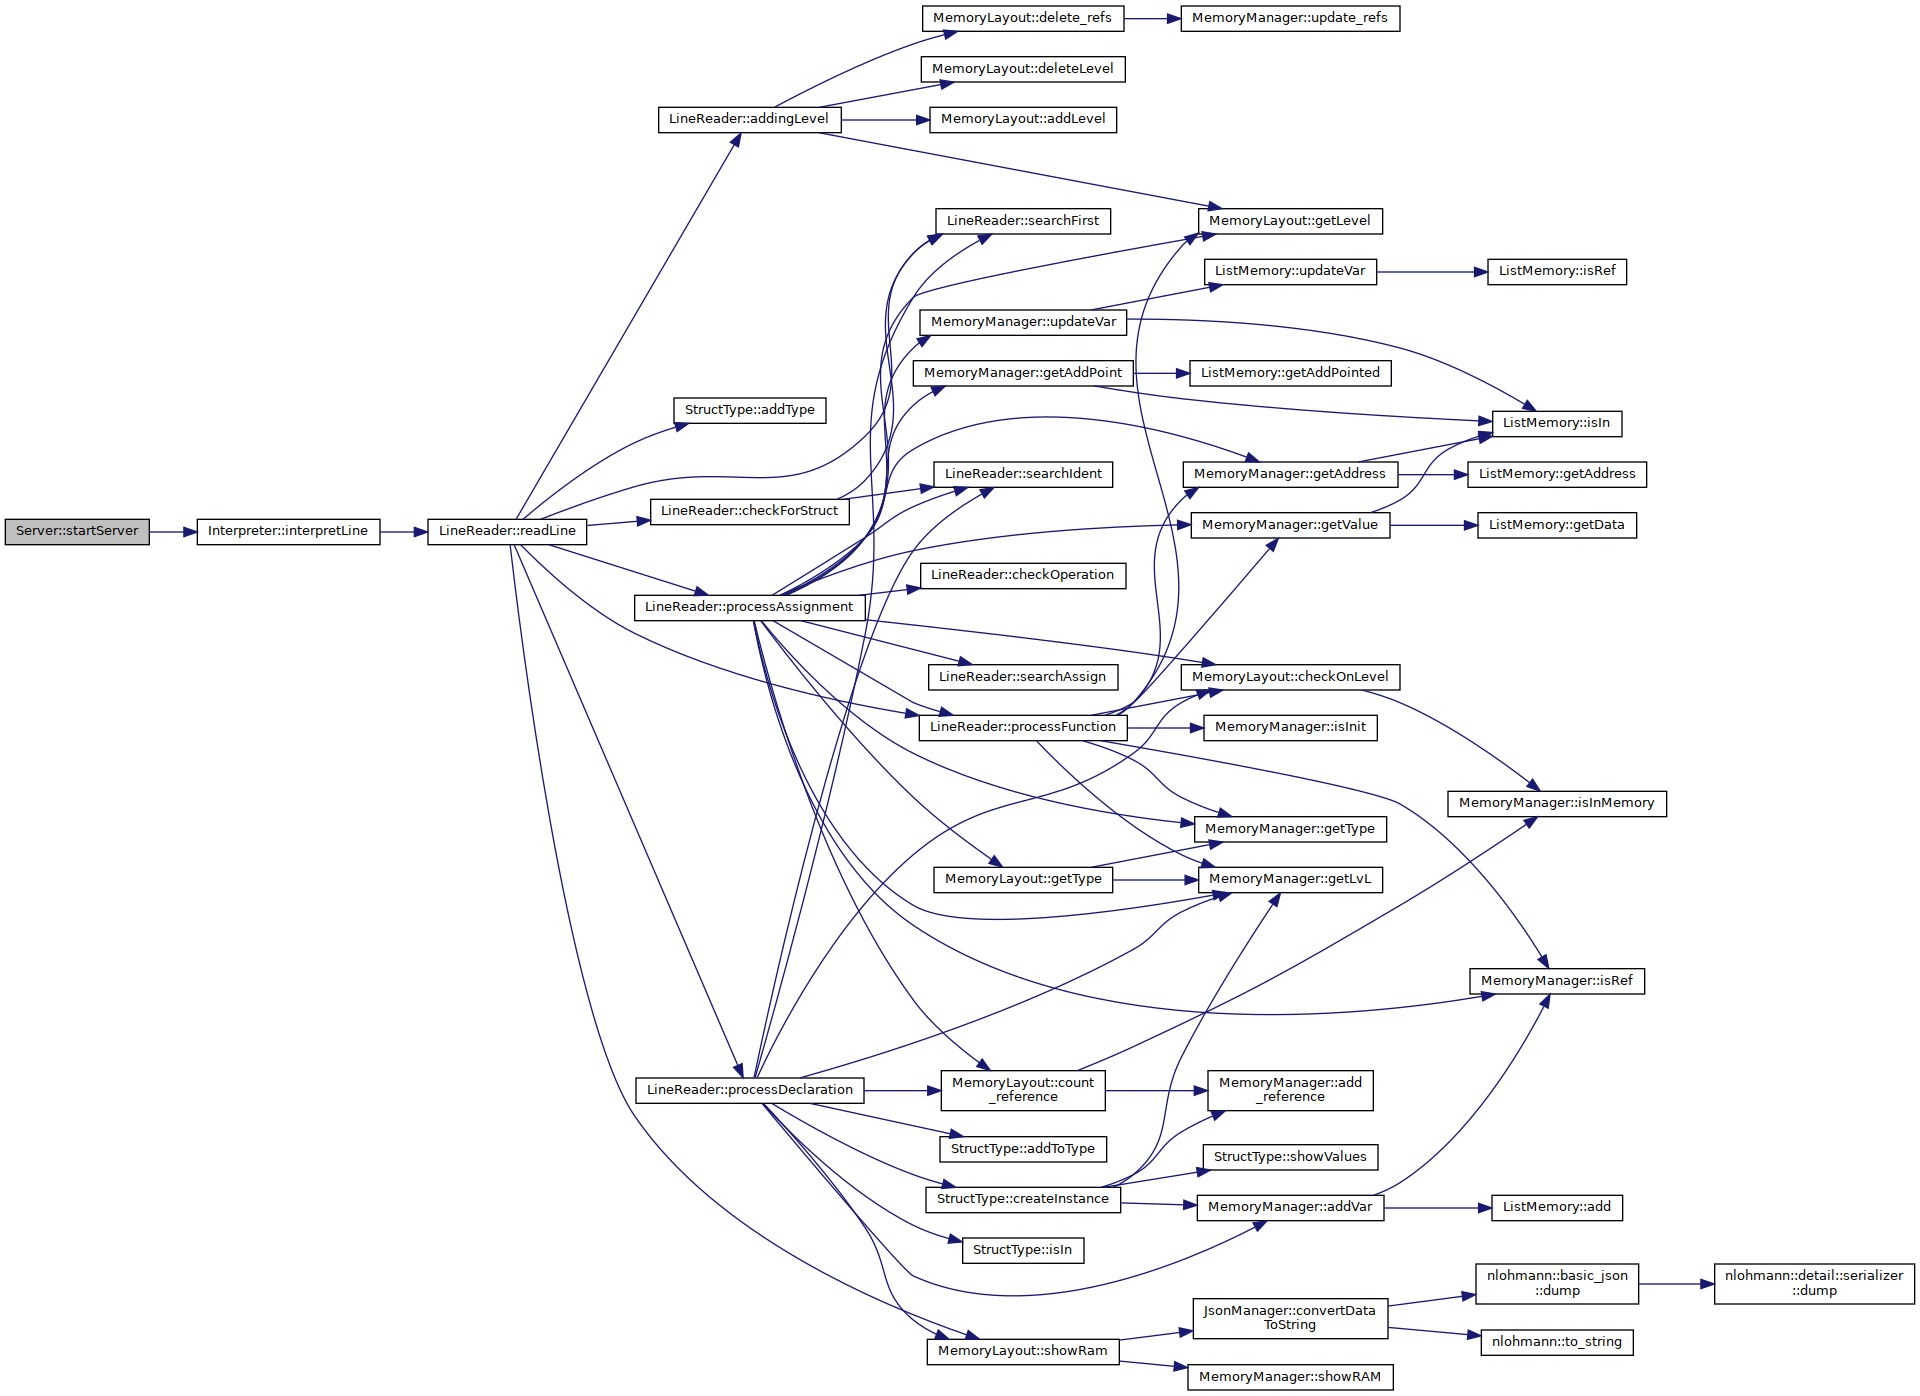 MemoryLayout::delete_refs
MemoryManager::update_refs
MemoryLayout::deleteLevel
LineReader::addingLevel
MemoryLayout::addLevel
LineReader::searchFirst
MemoryLayout::getLevel
ListMemory::updateVar
ListMemory::isRef
MemoryManager::updateVar
MemoryManager::getAddPoint
ListMemory::getAddPointed
StructType::addType
ListMemory::isIn
LineReader::searchIdent
MemoryManager::getAddress
ListMemory::getAddress
LineReader::checkForStruct
Server::startServer
Interpreter::interpretLine
LineReader::readLine
MemoryManager::getValue
ListMemory::getData
LineReader::checkOperation
LineReader::processAssignment
LineReader::searchAssign
MemoryLayout::checkOnLevel
LineReader::processFunction
MemoryManager::isInit
MemoryManager::isInMemory
MemoryManager::getType
MemoryLayout::getType
MemoryManager::getLvL
MemoryManager::isRef
LineReader::processDeclaration
MemoryLayout::count
_reference
MemoryManager::add
_reference
StructType::addToType
StructType::showValues
StructType::createInstance
MemoryManager::addVar
ListMemory::add
StructType::isIn
nlohmann::basic_json
::dump
nlohmann::detail::serializer
::dump
JsonManager::convertData
ToString
nlohmann::to_string
MemoryLayout::showRam
MemoryManager::showRAM